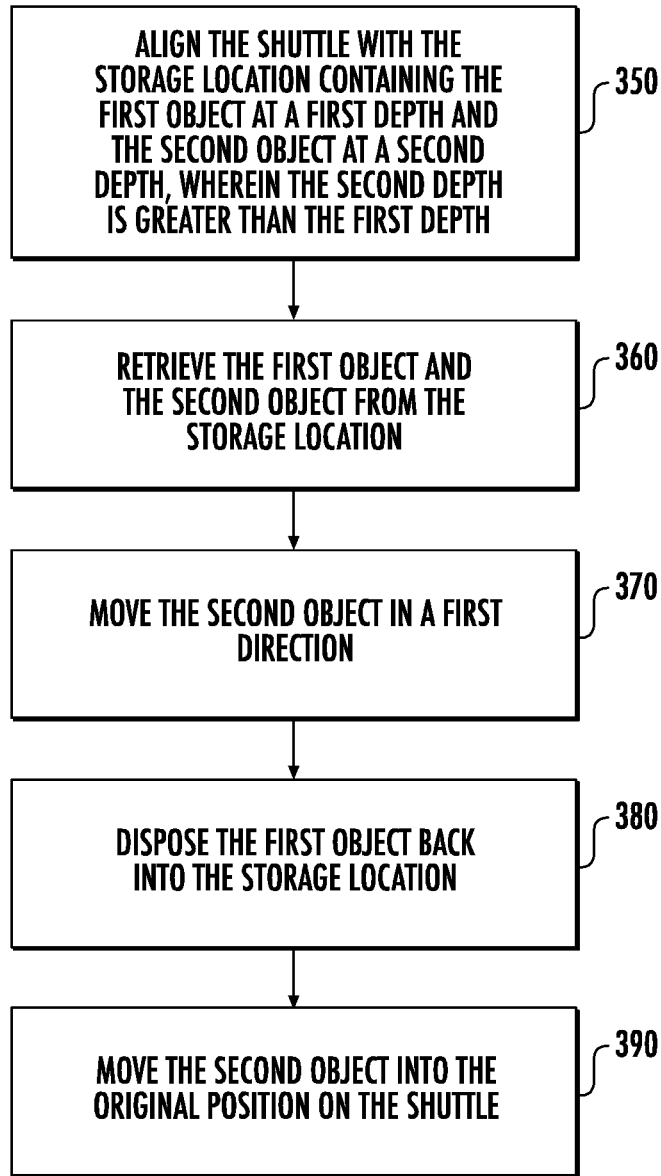 ALIGN THE SHUTTLE WITH THE
STORAGE LOCATION CONTAINING THE
FIRST OBJECT AT A FIRST DEPTH AND
THE SECOND OBJECT AT A SECOND
DEPTH, WHEREIN THE SECOND DEPTH
IS GREATER THAN THE FIRST DEPTH
350
RETRIEVE THE FIRST OBJECT AND
THE SECOND OBJECT FROM THE
STORAGE LOCATION
360
MOVE THE SECOND OBJECT IN A FIRST
DIRECTION
370
DISPOSE THE FIRST OBJECT BACK
INTO THE STORAGE LOCATION
380
MOVE THE SECOND OBJECT INTO THE
ORIGINAL POSITION ON THE SHUTTLE
390